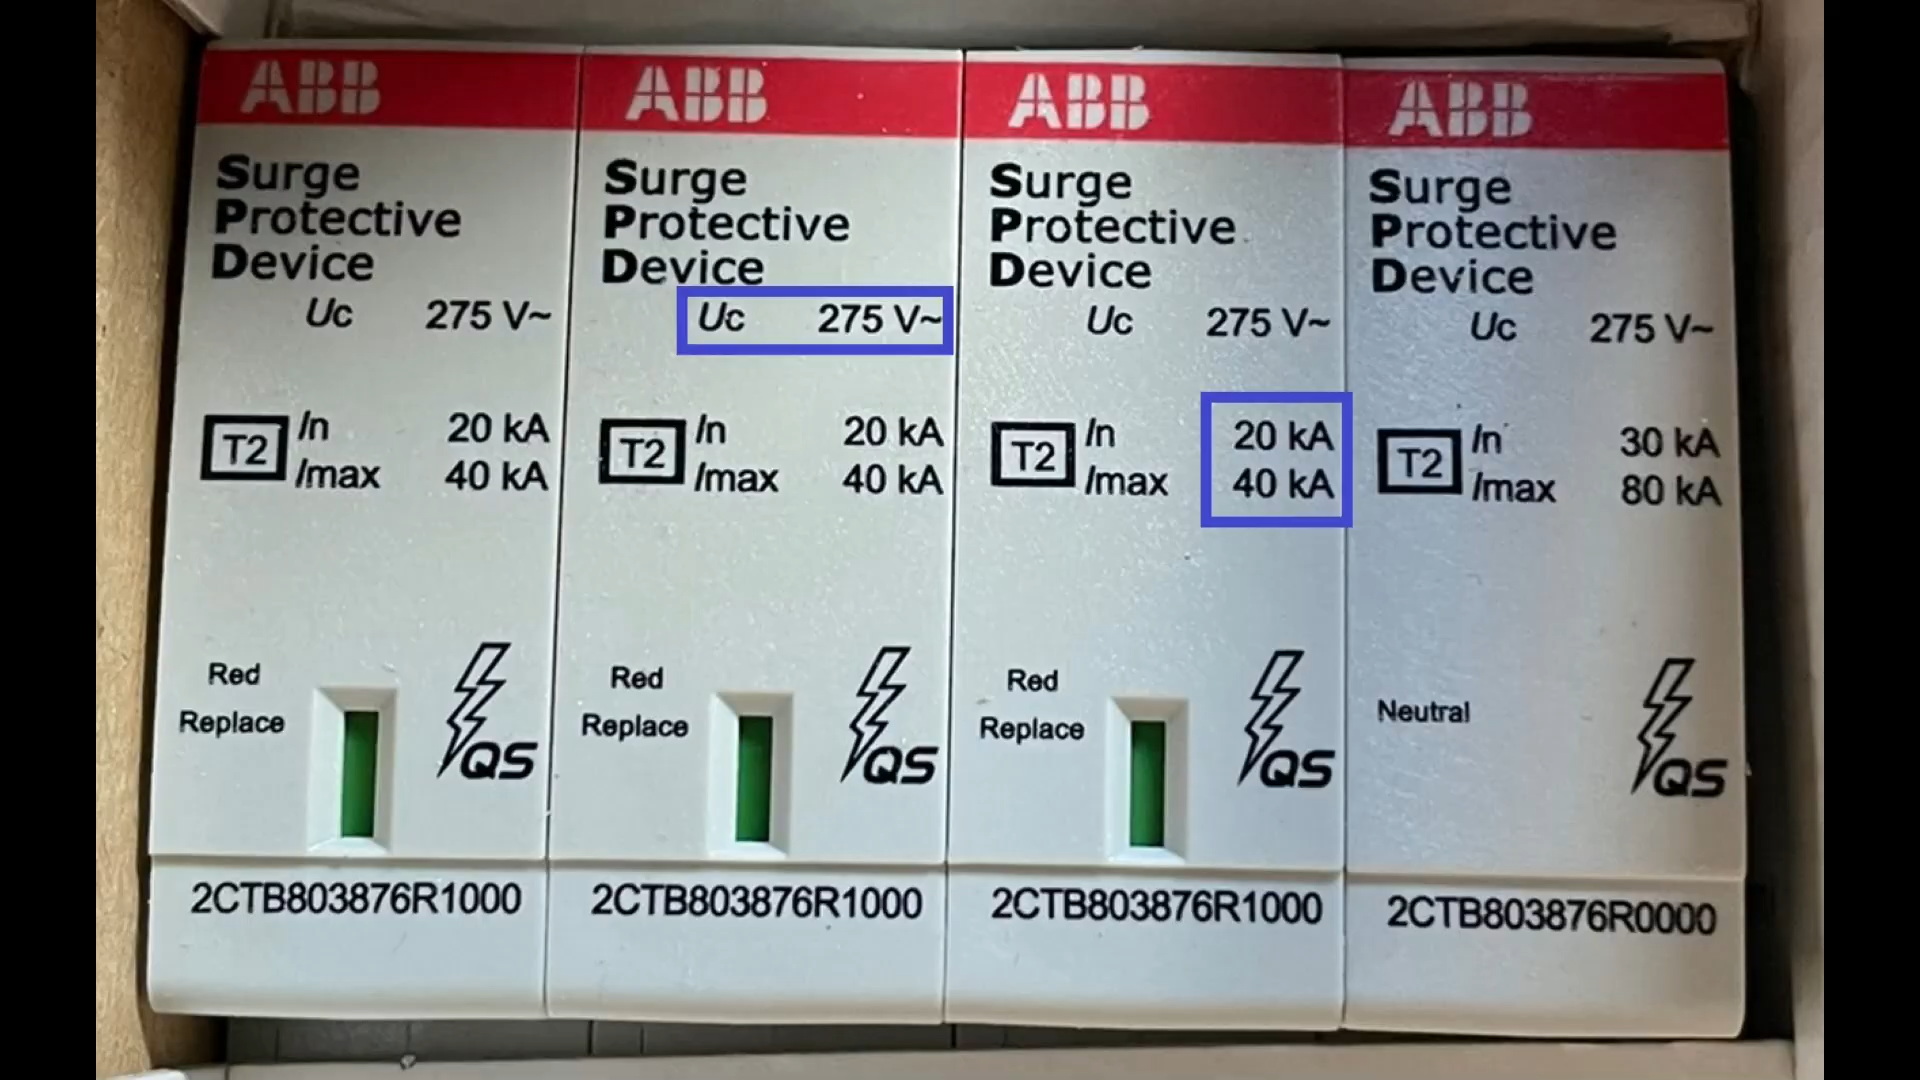 ABB
Surge
Protective
Device
Uc 275 V~
T2
In 20 kA
Imax 40 kA
Red
Replace
QS
2CTB803876R1000
ABB
Surge
Protective
Device
Uc 275 V~
T2
In 20 kA
Imax 40 kA
Red
Replace
QS
2CTB803876R1000
ABB
Surge
Protective
Device
Uc 275 V~
T2
In 20 kA
Imax 40 kA
Red
Replace
QS
2CTB803876R1000
ABB
Surge
Protective
Device
Uc 275 V~
T2
In 30 kA
Imax 80 kA
Neutral
QS
2CTB803876R0000